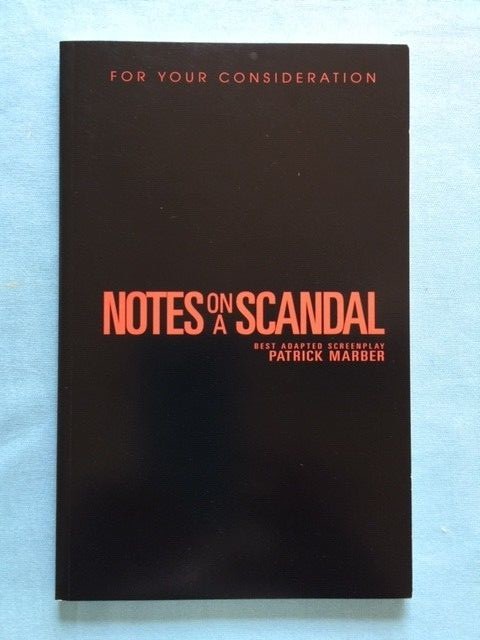 FOR YOUR CONSIDERATION
NOTES ON A SCANDAL
BEST ADAPTED SCREENPLAY
PATRICK MARBER